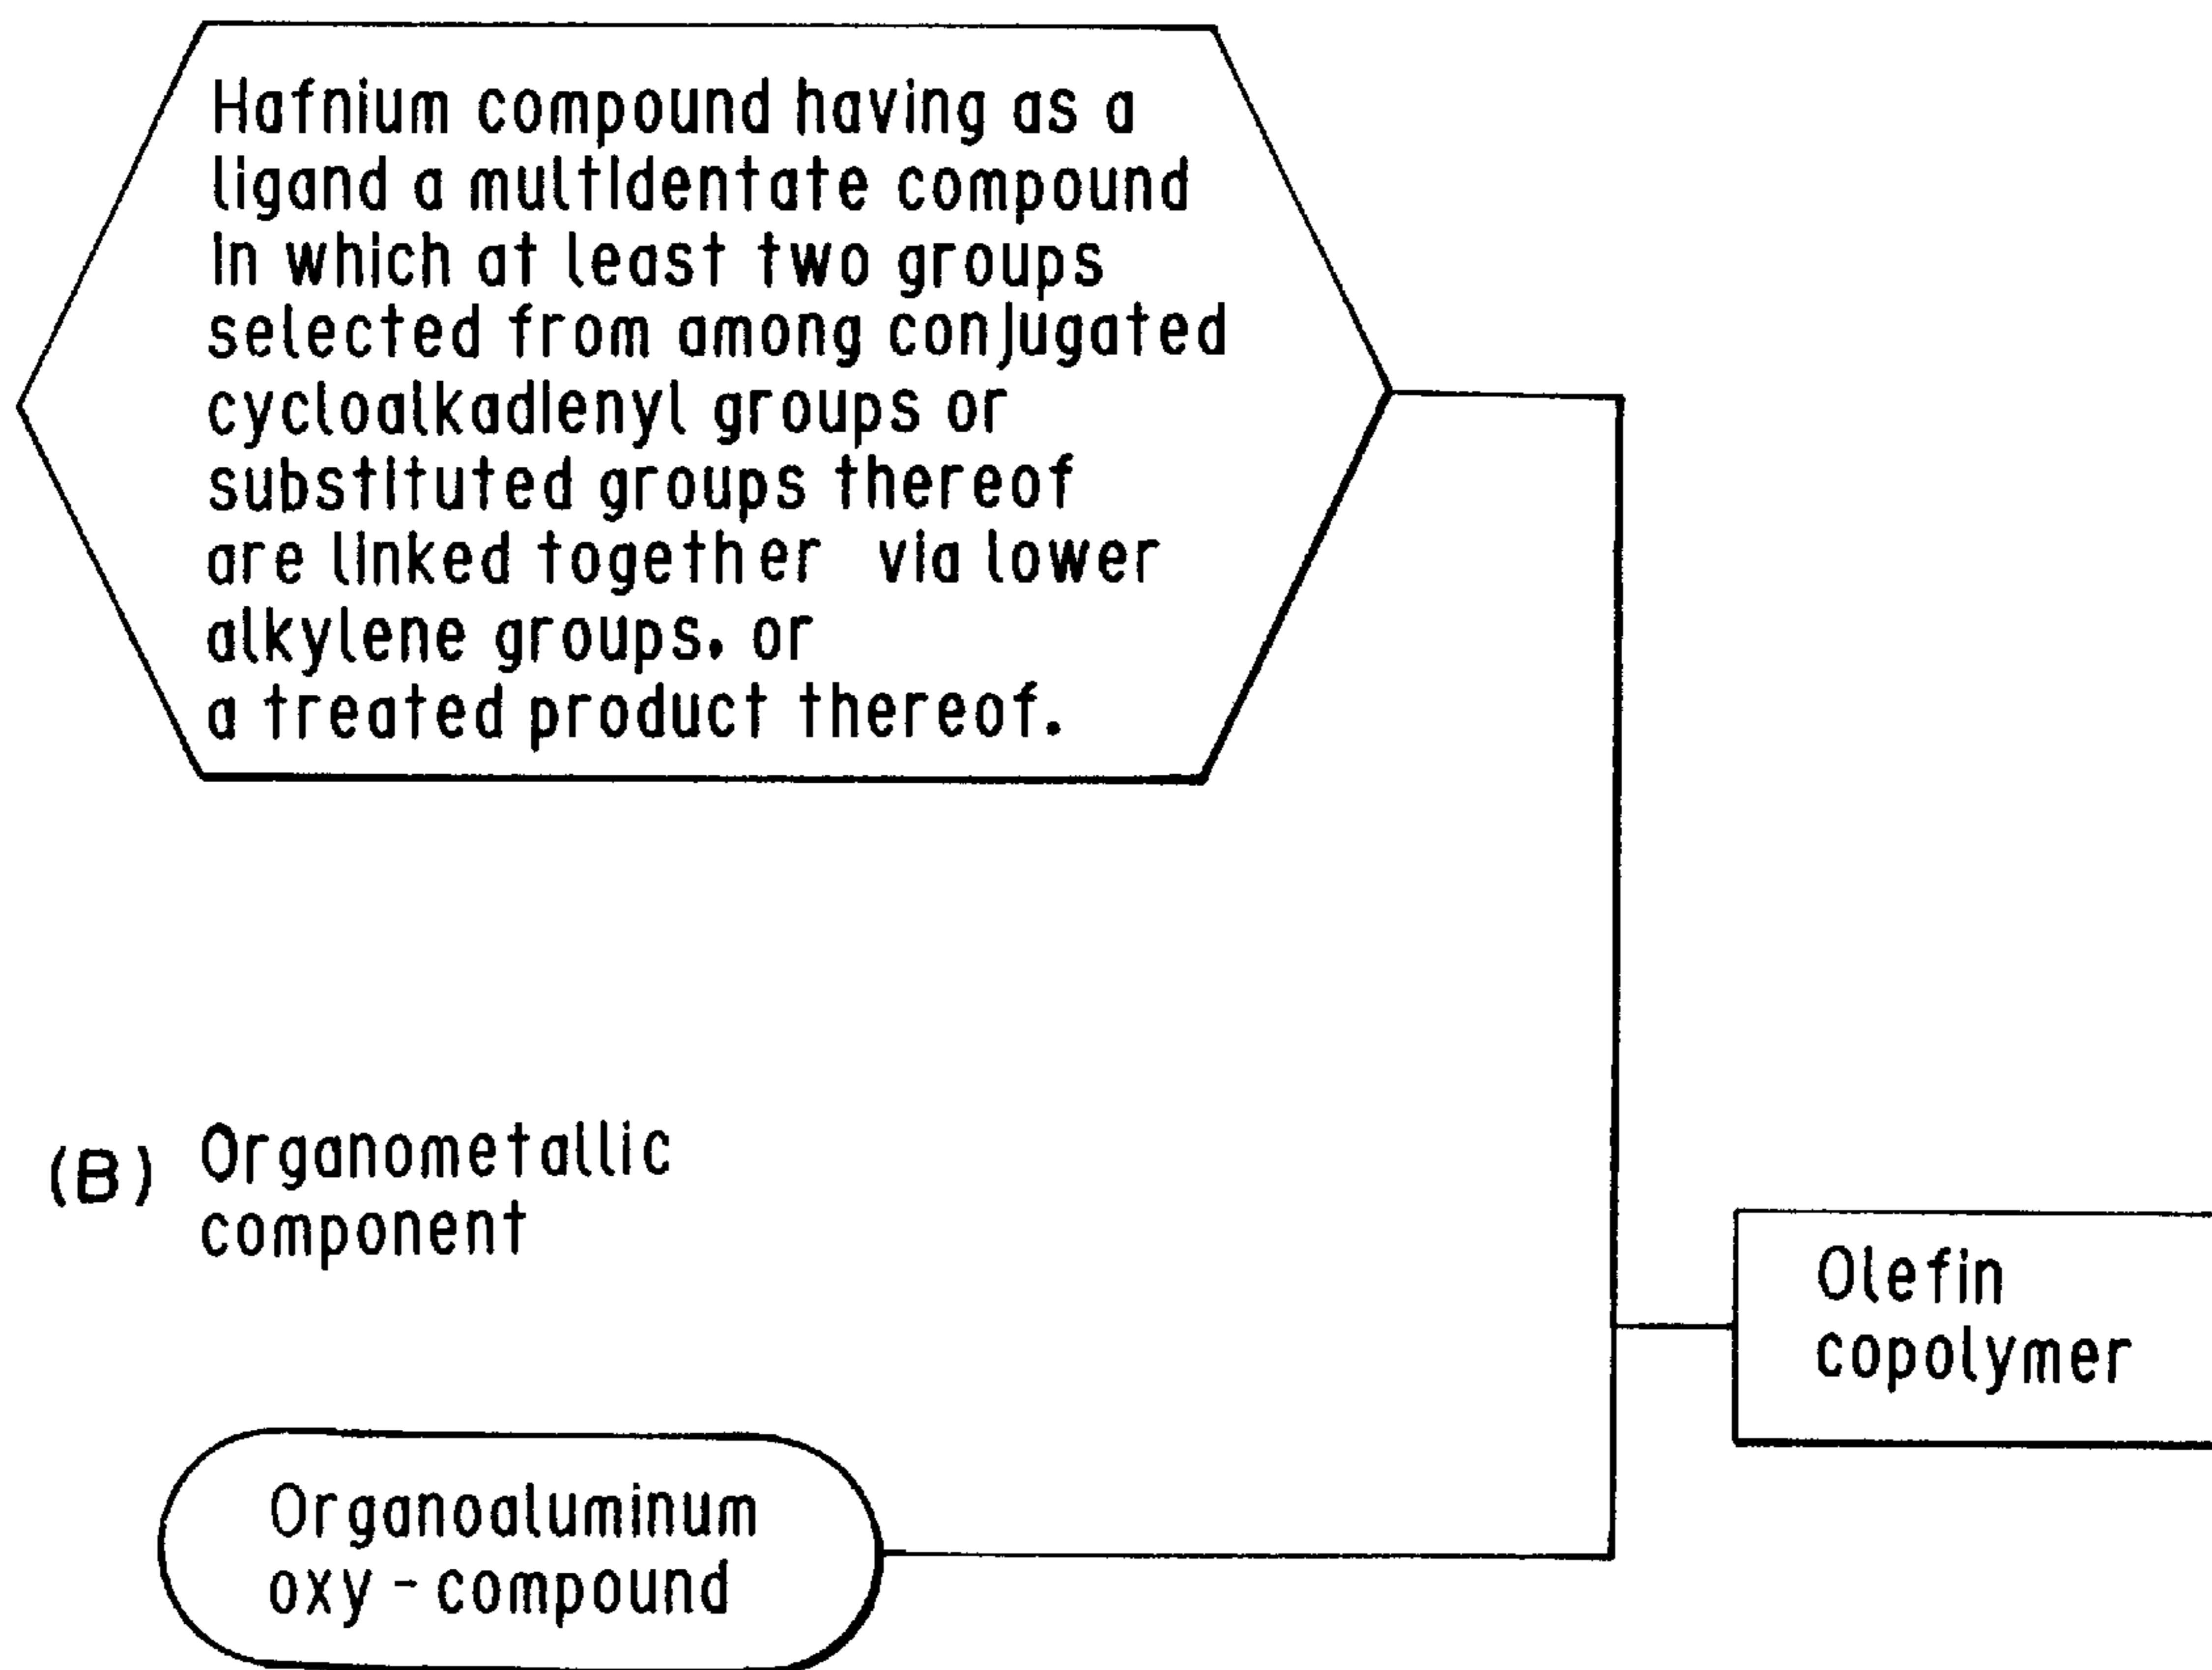 Hafnium compound having as a
ligand a multidentate compound
in which at least two groups
selected from among conjugated
cycloalkadienyl groups or
substituted groups thereof
are linked together via lower
alkylene groups, or
a treated product thereof.
(B) Organometallic
component
Olefin
copolymer
Organoaluminum
oxy-compound